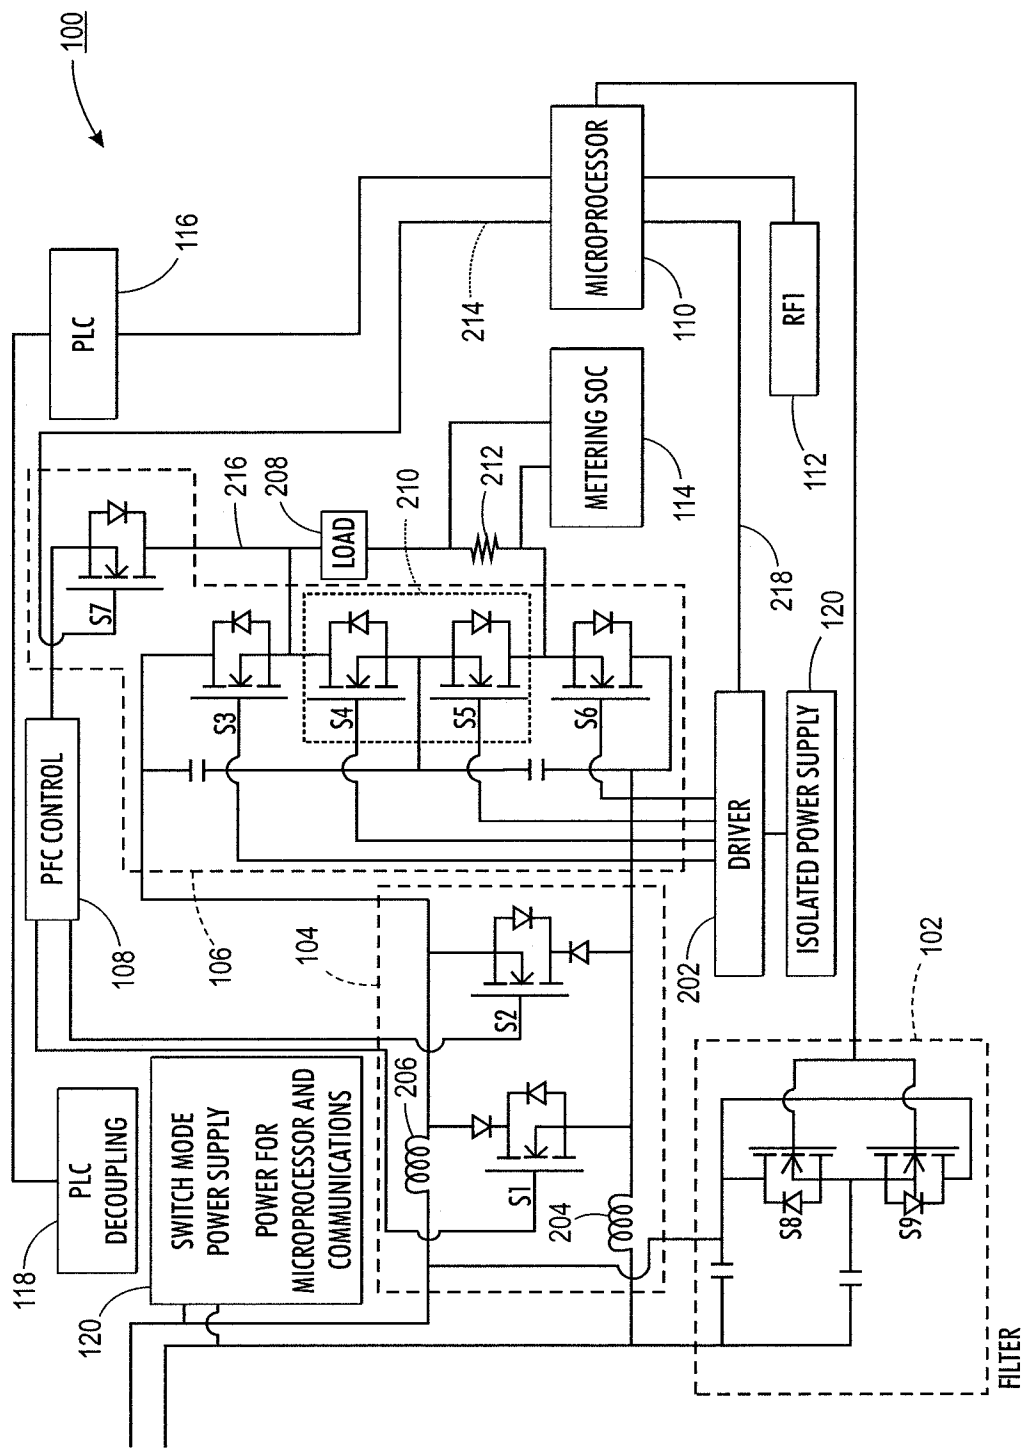 100
PLC
116
MICROPROCESSOR
110
214
RF1
112
METERING SOC
114
212
216
208
LOAD
210
S7
S3
S4
S5
S6
218
PFC CONTROL
108
106
104
DRIVER
202
ISOLATED POWER SUPPLY
120
102
S2
S1
206
204
PLC
DECOUPLING
118
SWITCH MODE
POWER SUPPLY
POWER FOR
MICROPROCESSOR AND
COMMUNICATIONS
120
S8
S9
FILTER